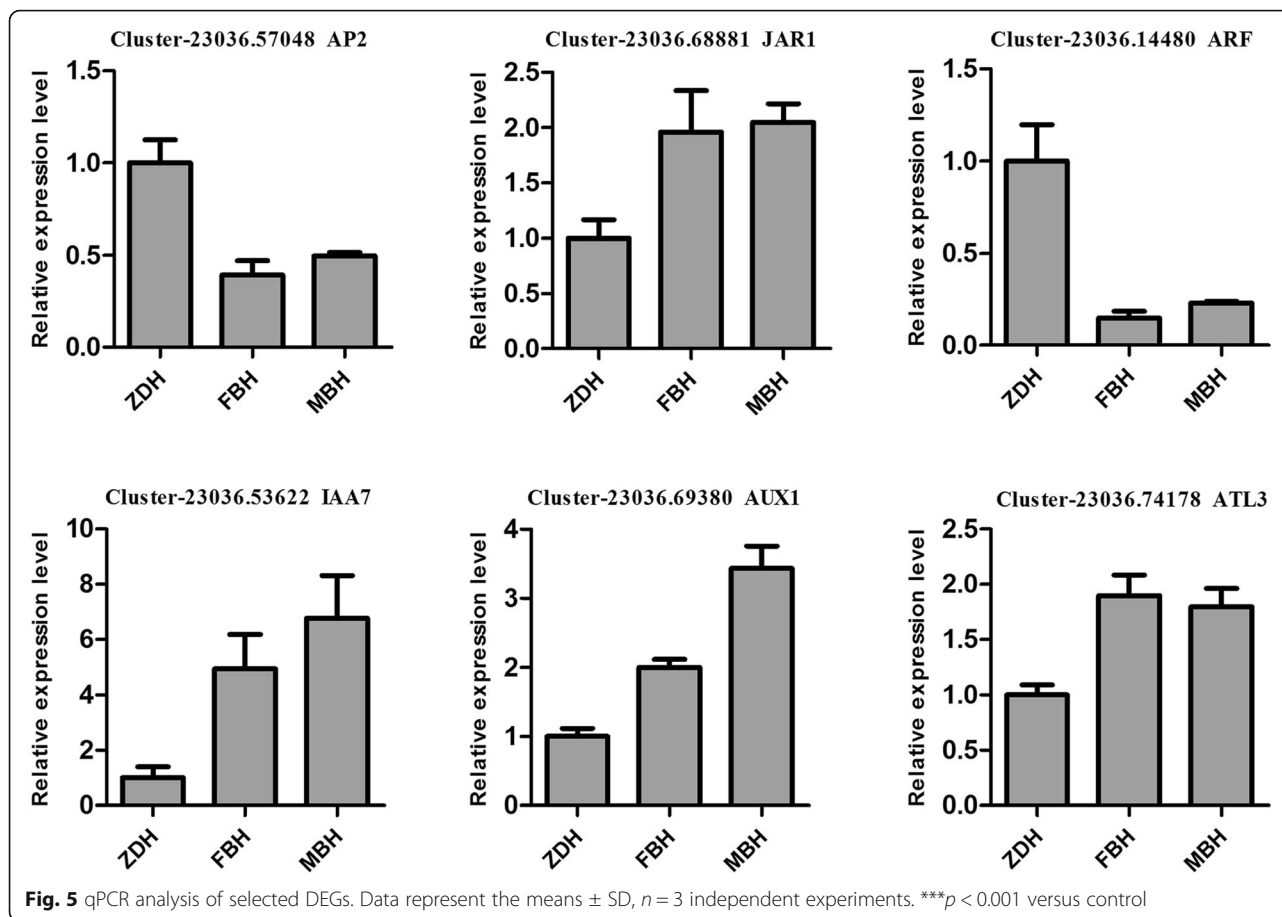 Cluster-23036.57048 AP2
Relative expression level
1.5
1.0
0.5
0.0
ZDH
FBH
MBH
Cluster-23036.68881 JAR1
Relative expression level
2.5
2.0
1.5
1.0
0.5
0.0
ZDH
FBH
MBH
Cluster-23036.14480 ARF
Relative expression level
1.5
1.0
0.5
0.0
ZDH
FBH
MBH
Cluster-23036.53622 IAA7
Relative expression level
10
8
6
4
2
0
ZDH
FBH
MBH
Cluster-23036.69380 AUX1
Relative expression level
4
3
2
1
0
ZDH
FBH
MBH
Cluster-23036.74178 ATL3
Relative expression level
2.5
2.0
1.5
1.0
0.5
0.0
ZDH
FBH
MBH
Fig. 5 qPCR analysis of selected DEGs. Data represent the means ± SD, n = 3 independent experiments. ***p < 0.001 versus control